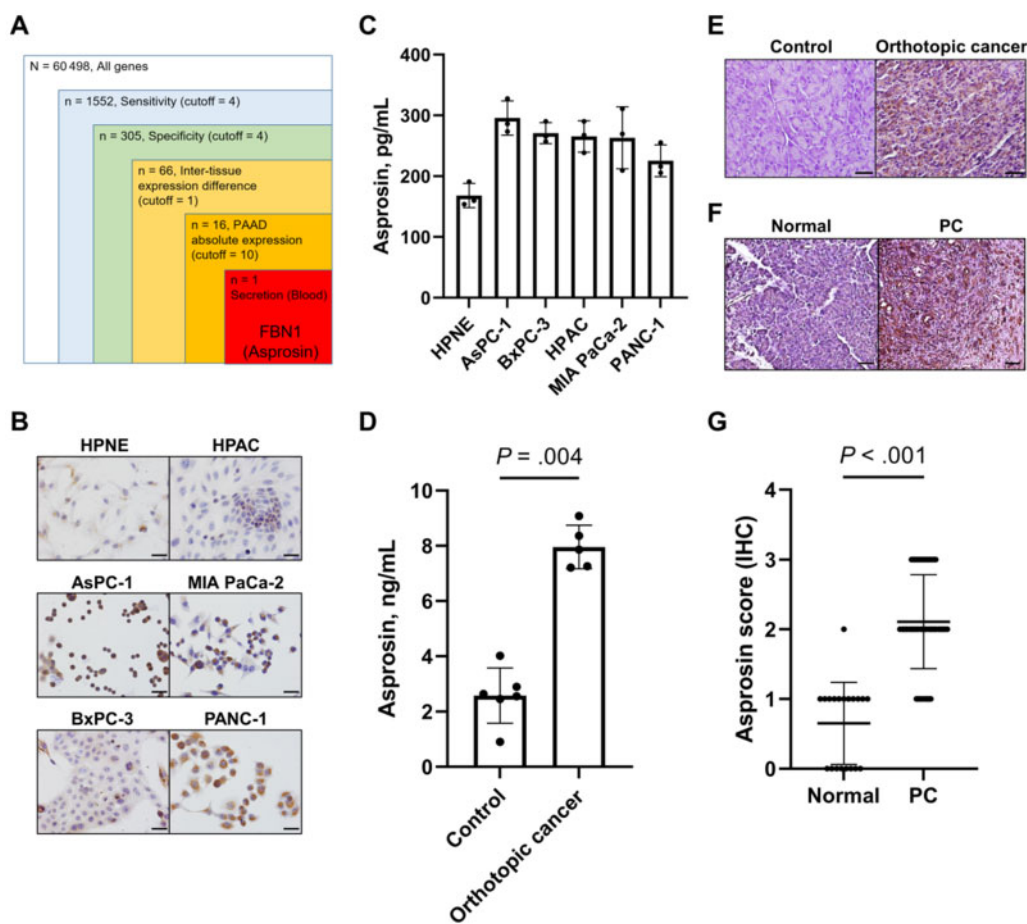 A
N = 60 498, All genes
n = 1552, Sensitivity (cutoff = 4)
n = 305, Specificity (cutoff = 4)
n = 66, Inter-tissue
expression difference
(cutoff = 1)
n = 16, PAAD
absolute expression
(cutoff = 10)
n = 1
Secretion (Blood)
FBN1
(Asprosin)
B
HPNE
HPAC
AsPC-1
MIA PaCa-2
BxPC-3
PANC-1
C
Asprosin, pg/mL
400
300
200
100
0
HPNE
AsPC-1
BxPC-3
HPAC
MIA PaCa-2
PANC-1
D
P = .004
Asprosin, ng/mL
10
8
6
4
2
0
Control
Orthotopic cancer
E
Control
Orthotopic cancer
F
Normal
PC
G
P < .001
Asprosin score (IHC)
4
3
2
1
0
Normal
PC